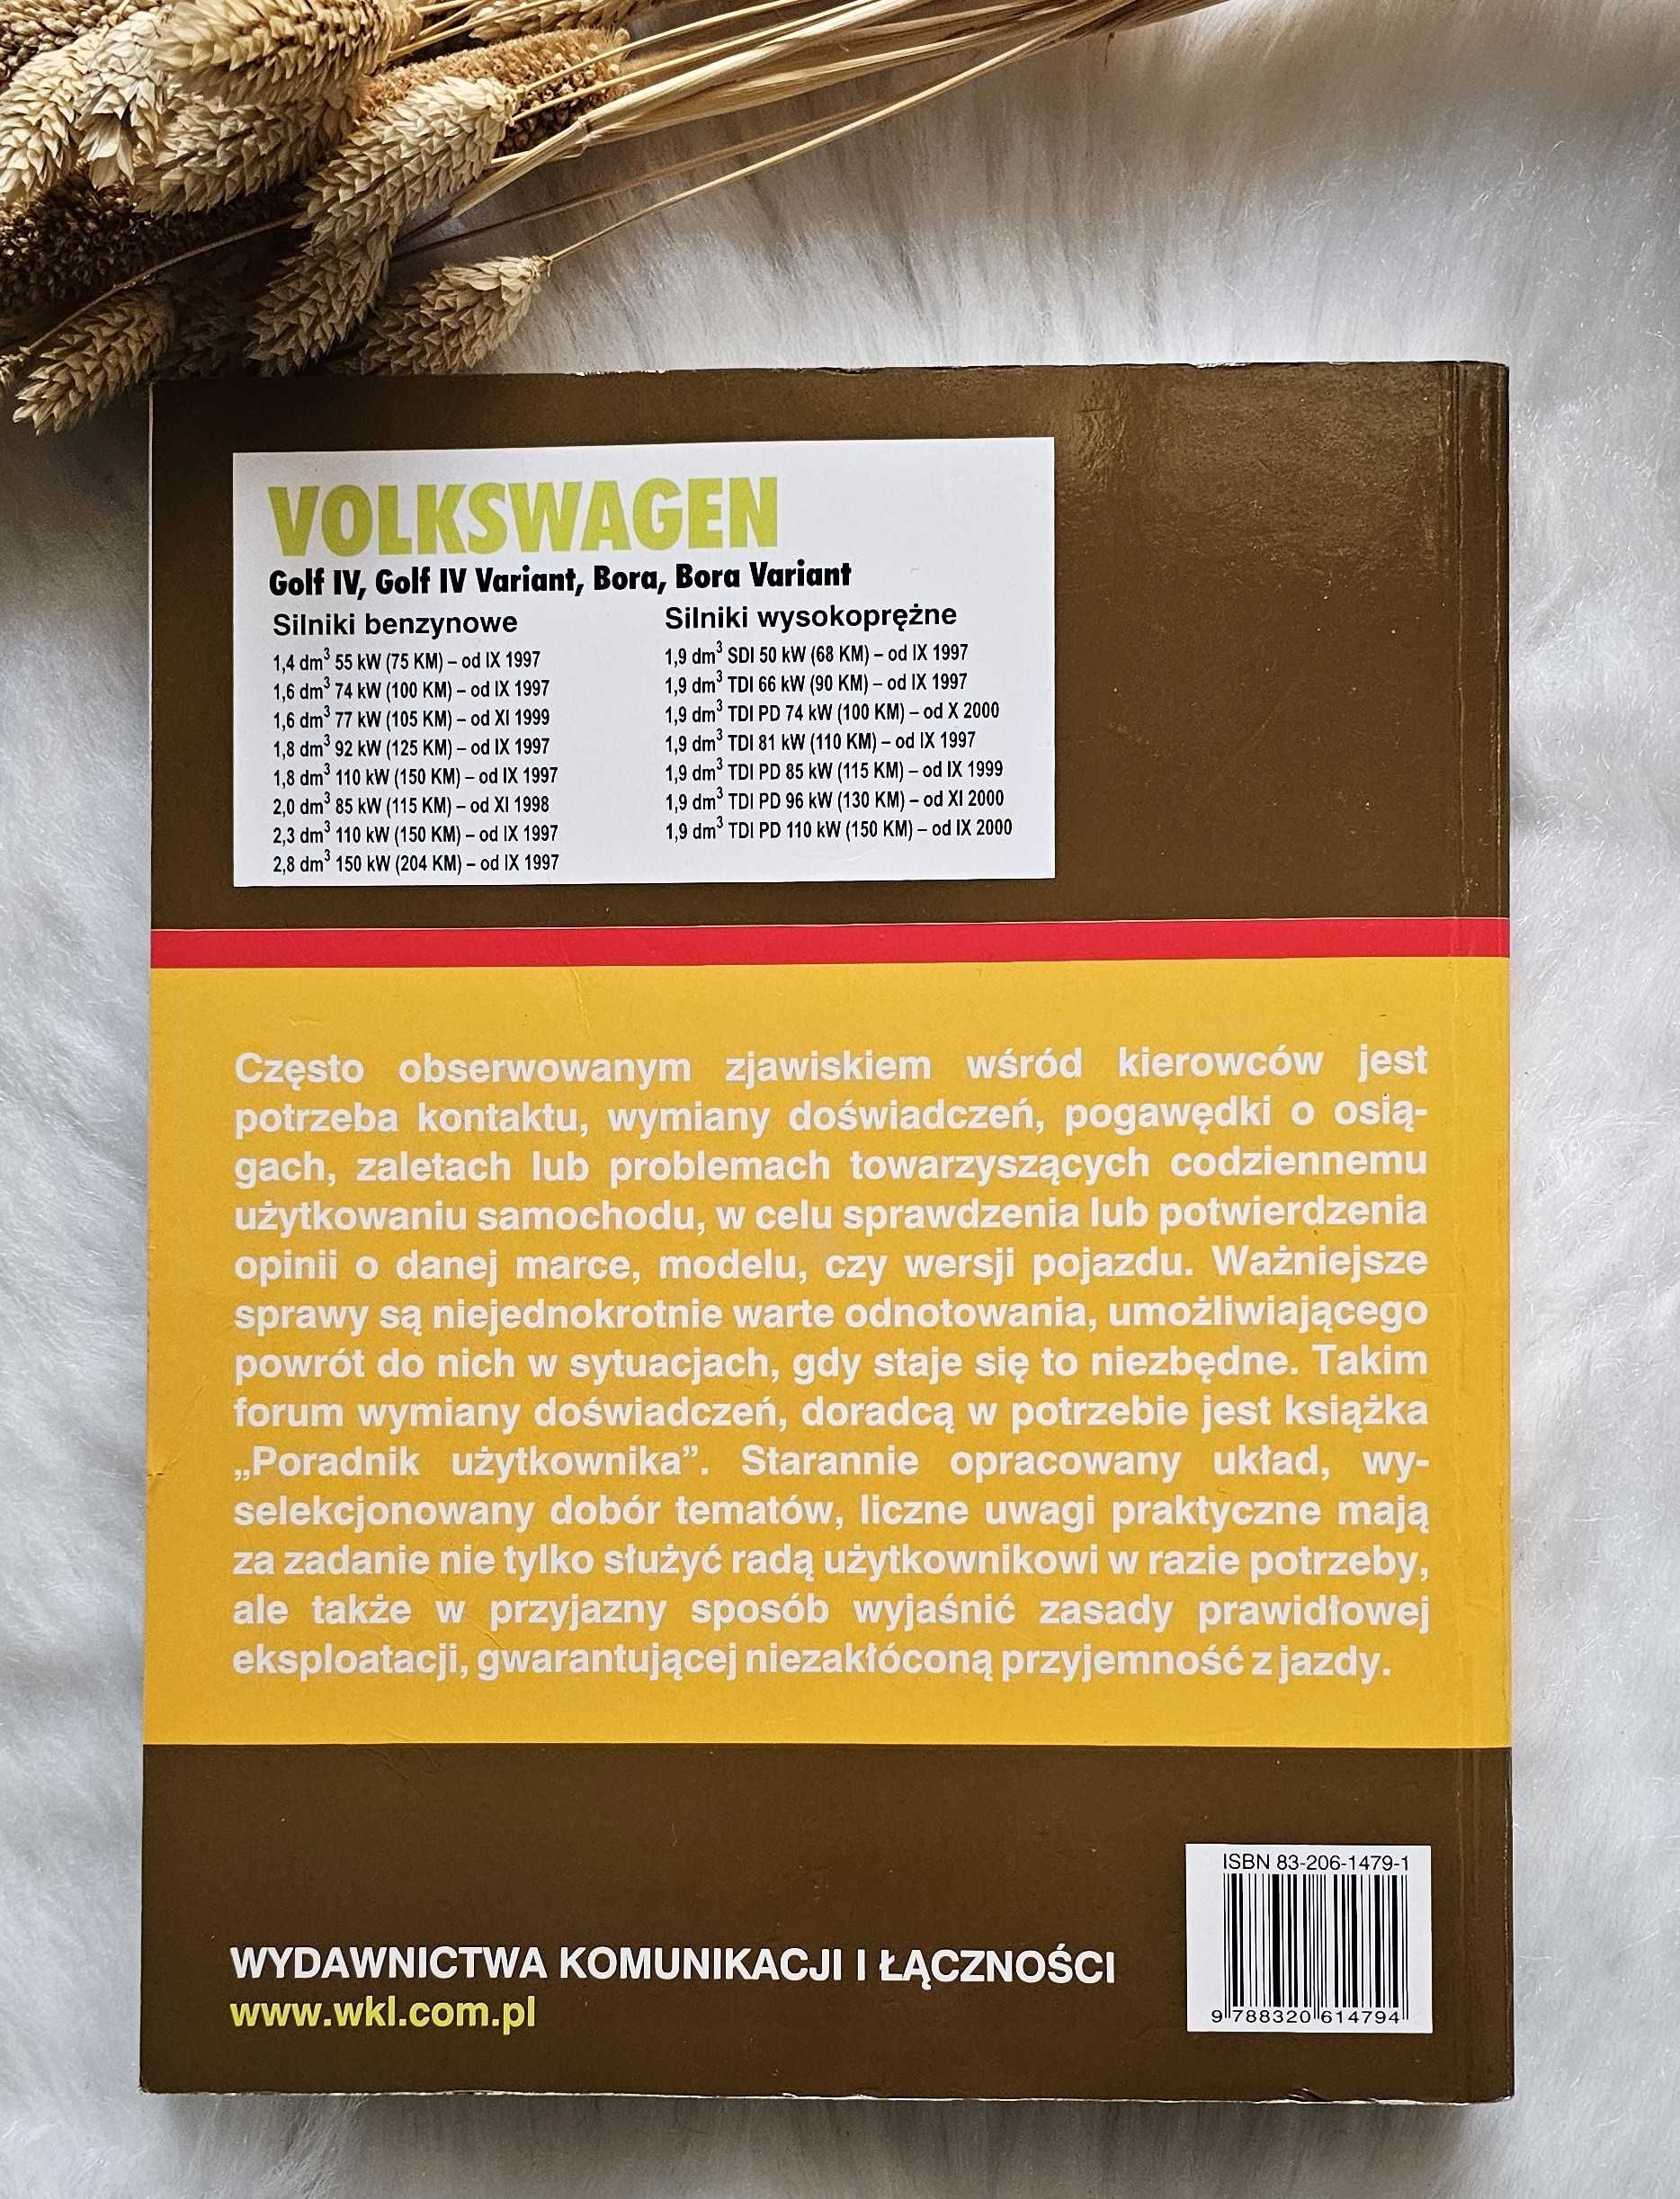 VOLKSWAGEN
Golf IV, Golf IV Variant, Bora, Bora Variant
Silniki benzynowe
1,4 dm³ 55 kW (75 KM) – od IX 1997
1,6 dm³ 74 kW (100 KM) – od IX 1997
1,6 dm³ 77 kW (105 KM) – od XI 1999
1,8 dm³ 92 kW (125 KM) – od IX 1997
1,8 dm³ 110 kW (150 KM) – od IX 1997
2,0 dm³ 85 kW (115 KM) – od XI 1998
2,3 dm³ 110 kW (150 KM) – od IX 1997
2,8 dm³ 150 kW (204 KM) – od IX 1997
Silniki wysokoprężne
1,9 dm³ SDI 50 kW (68 KM) – od IX 1997
1,9 dm³ TDI 66 kW (90 KM) – od IX 1997
1,9 dm³ TDI PD 74 kW (100 KM) – od X 2000
1,9 dm³ TDI 81 kW (110 KM) – od IX 1997
1,9 dm³ TDI PD 85 kW (115 KM) – od IX 1999
1,9 dm³ TDI PD 96 kW (130 KM) – od XI 2000
1,9 dm³ TDI PD 110 kW (150 KM) – od IX 2000
Często obserwowanym zjawiskiem wśród kierowców jest
potrzeba kontaktu, wymiany doświadczeń, pogawędki o osią-
gach, zaletach lub problemach towarzyszących codziennemu
użytkowaniu samochodu, w celu sprawdzenia lub potwierdzenia
opinii o danej marce, modelu, czy wersji pojazdu. Ważniejsze
sprawy są niejednokrotnie warte odnotowania, umożliwiającego
powrót do nich w sytuacjach, gdy staje się to niezbędne. Takim
forum wymiany doświadczeń, doradcą w potrzebie jest książka
„Poradnik użytkownika”. Starannie opracowany układ, wy-
selekcjonowany dobór tematów, liczne uwagi praktyczne mają
za zadanie nie tylko służyć radą użytkownikowi w razie potrzeby,
ale także w przyjazny sposób wyjaśnić zasady prawidłowej
eksploatacji, gwarantującej niezakłóconą przyjemność z jazdy.
ISBN 83-206-1479-1
9 788320 614794
WYDAWNICTWA KOMUNIKACJI I ŁĄCZNOŚCI
www.wkl.com.pl